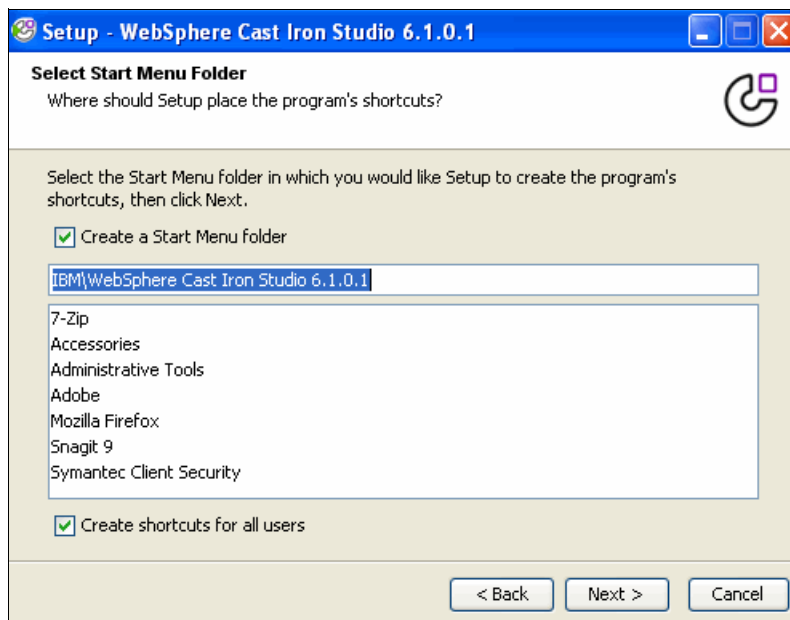 Setup - WebSphere Cast Iron Studio 6.1.0.1
Select Start Menu Folder
Where should Setup place the program's shortcuts?
Select the Start Menu folder in which you would like Setup to create the program's
shortcuts, then click Next.
Create a Start Menu folder
IBM\WebSphere Cast Iron Studio 6.1.0.1
7-Zip
Accessories
Administrative Tools
Adobe
Mozilla Firefox
Snagit 9
Symantec Client Security
Create shortcuts for all users
< Back Next > Cancel